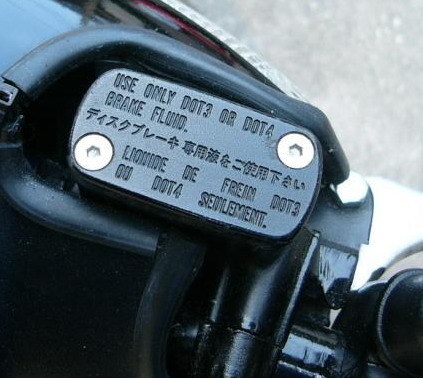 USE ONLY DOT3 OR DOT4
BRAKE FLUID.
ディスクブレーキ専用液をご使用下さい
LIQUIDE DE FREIN DOT3
OU DOT4 SEULEMENT.